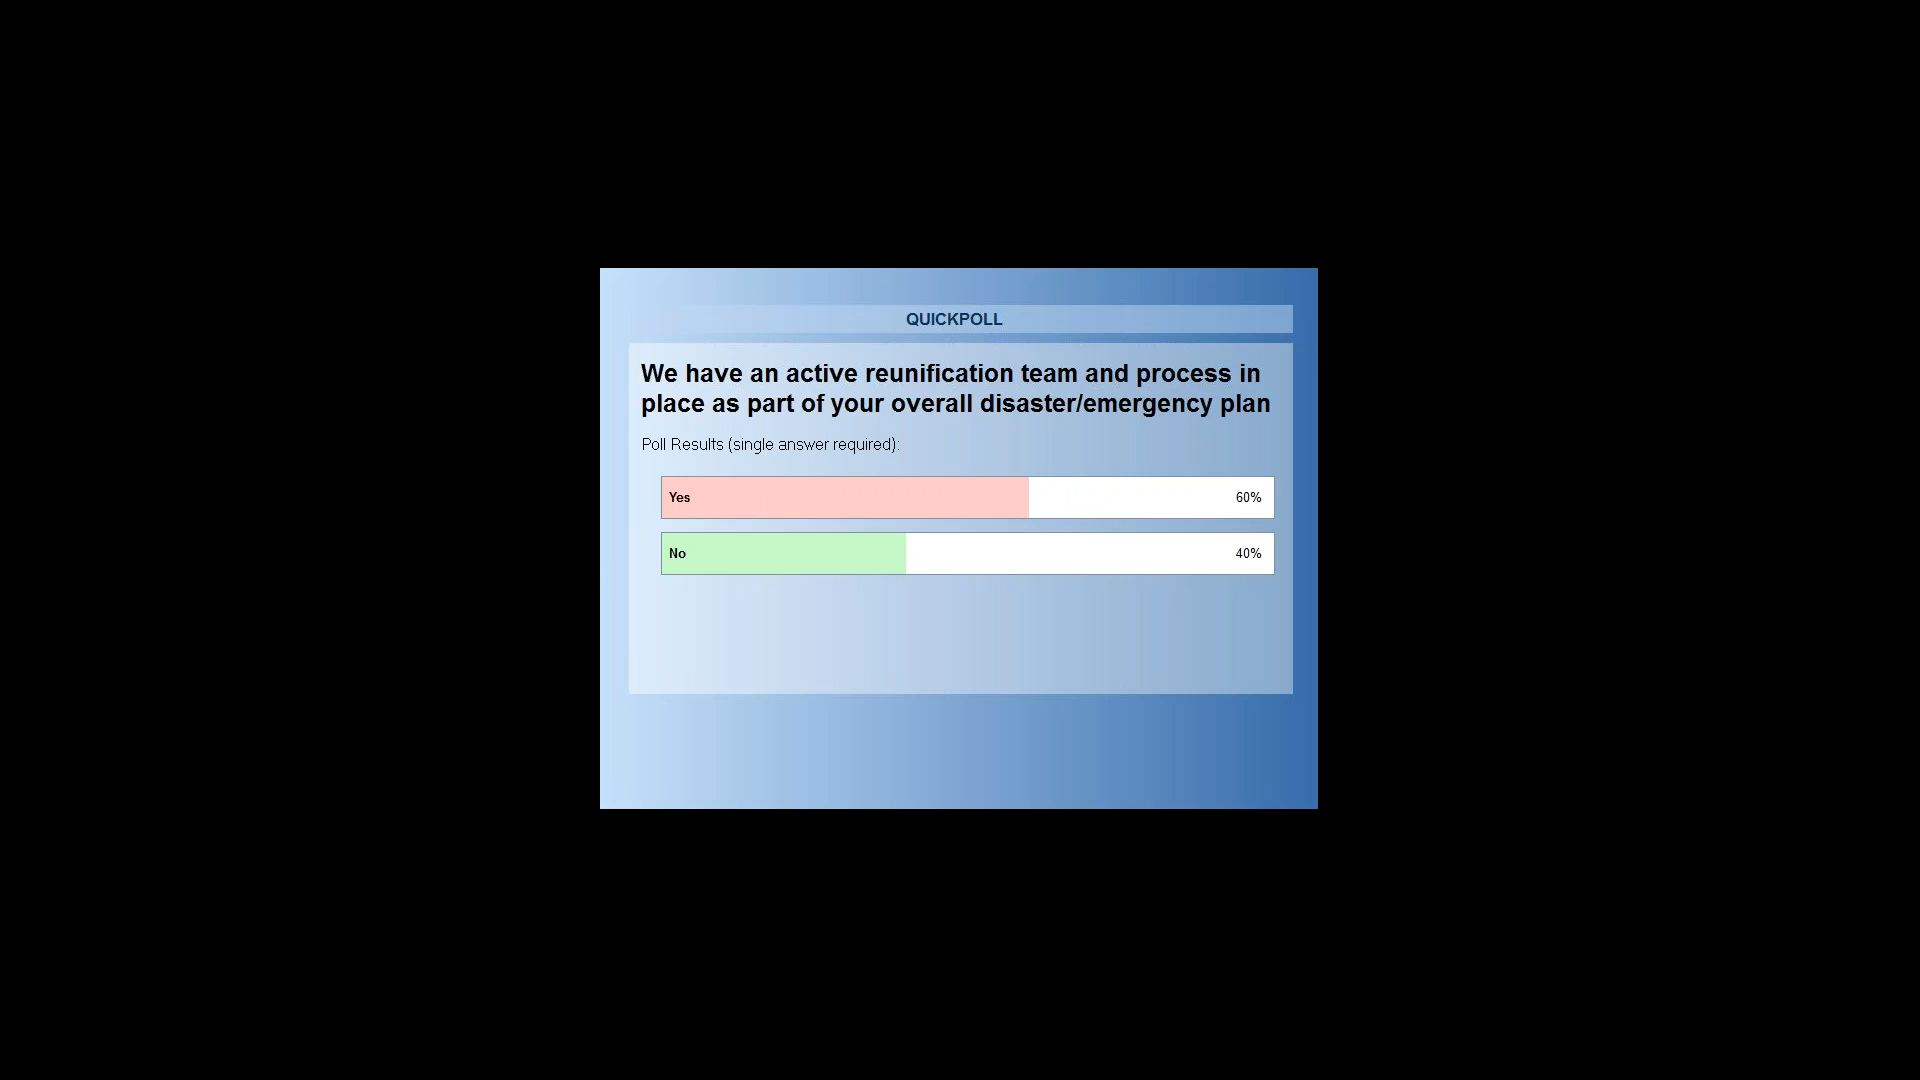 QUICKPOLL
We have an active reunification team and process in
place as part of your overall disaster/emergency plan
Poll Results (single answer required):
Yes 60%
No 40%